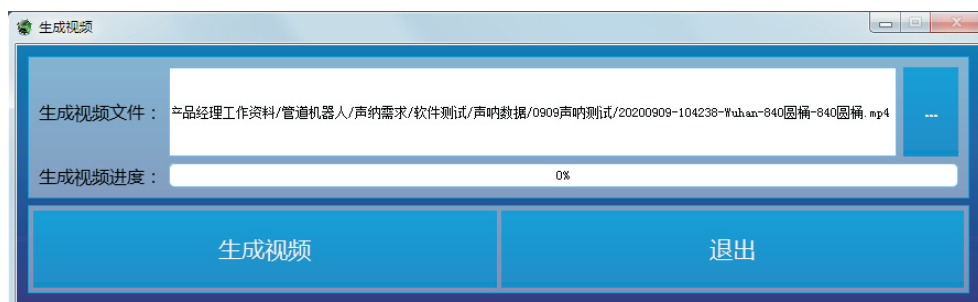 生成视频
生成视频文件： 产品经理工作资料/管道机器人/声纳需求/软件测试/声呐数据/0909声呐测试/20200909-104238-Wuhan-840圆桶-840圆桶.mp4 ...
生成视频进度： 0%
生成视频 退出